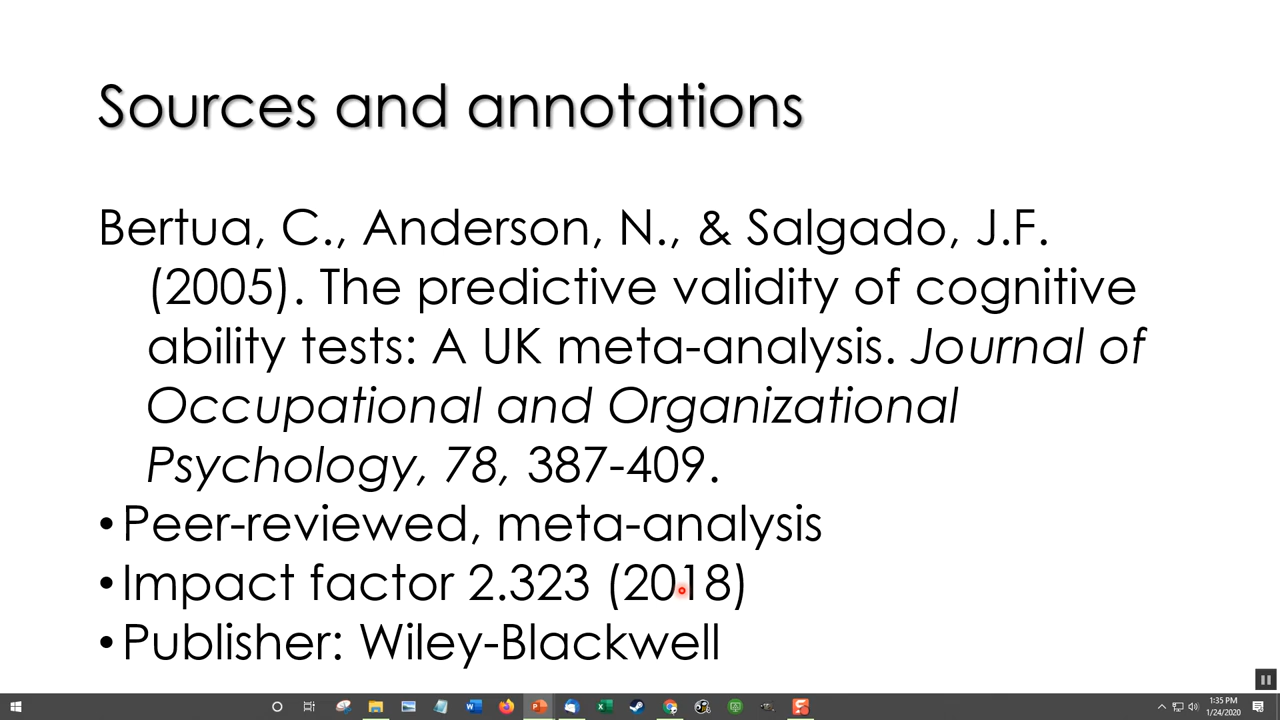 Sources and annotations
Bertua, C., Anderson, N., & Salgado, J.F.
(2005). The predictive validity of cognitive
ability tests: A UK meta-analysis. Journal of
Occupational and Organizational
Psychology, 78, 387-409.
•Peer-reviewed, meta-analysis
•Impact factor 2.323 (2018)
•Publisher: Wiley-Blackwell
1:35 PM
1/24/2020